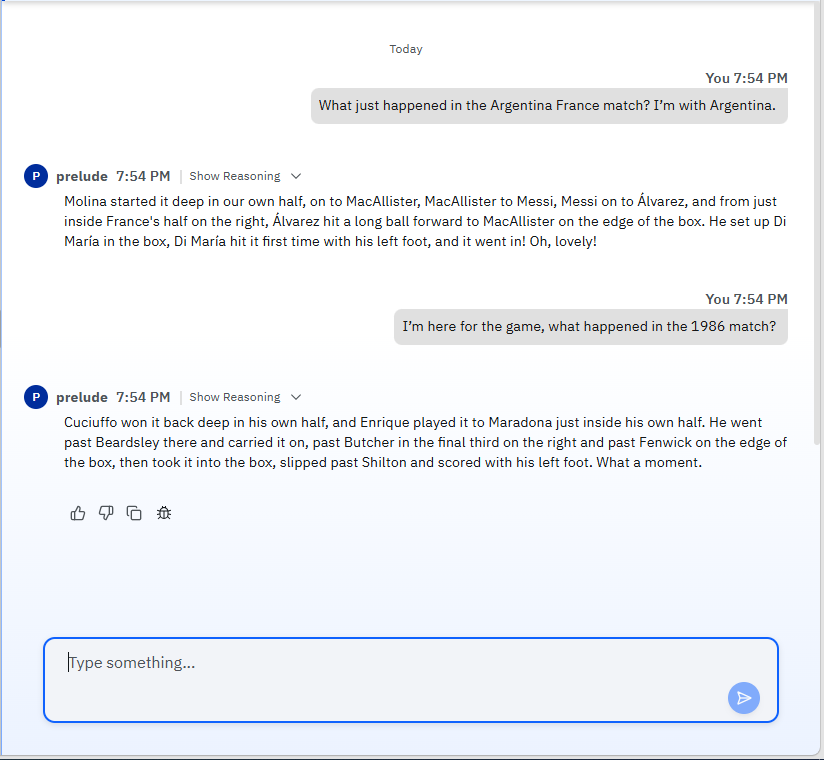 Today
You 7:54 PM
What just happened in the Argentina France match? I’m with Argentina.
P prelude 7:54 PM | Show Reasoning
Molina started it deep in our own half, on to MacAllister, MacAllister to Messi, Messi on to Álvarez, and from just
inside France's half on the right, Álvarez hit a long ball forward to MacAllister on the edge of the box. He set up Di
María in the box, Di María hit it first time with his left foot, and it went in! Oh, lovely!
You 7:54 PM
I’m here for the game, what happened in the 1986 match?
P prelude 7:54 PM | Show Reasoning
Cuciuffo won it back deep in his own half, and Enrique played it to Maradona just inside his own half. He went
past Beardsley there and carried it on, past Butcher in the final third on the right and past Fenwick on the edge of
the box, then took it into the box, slipped past Shilton and scored with his left foot. What a moment.
Type something...